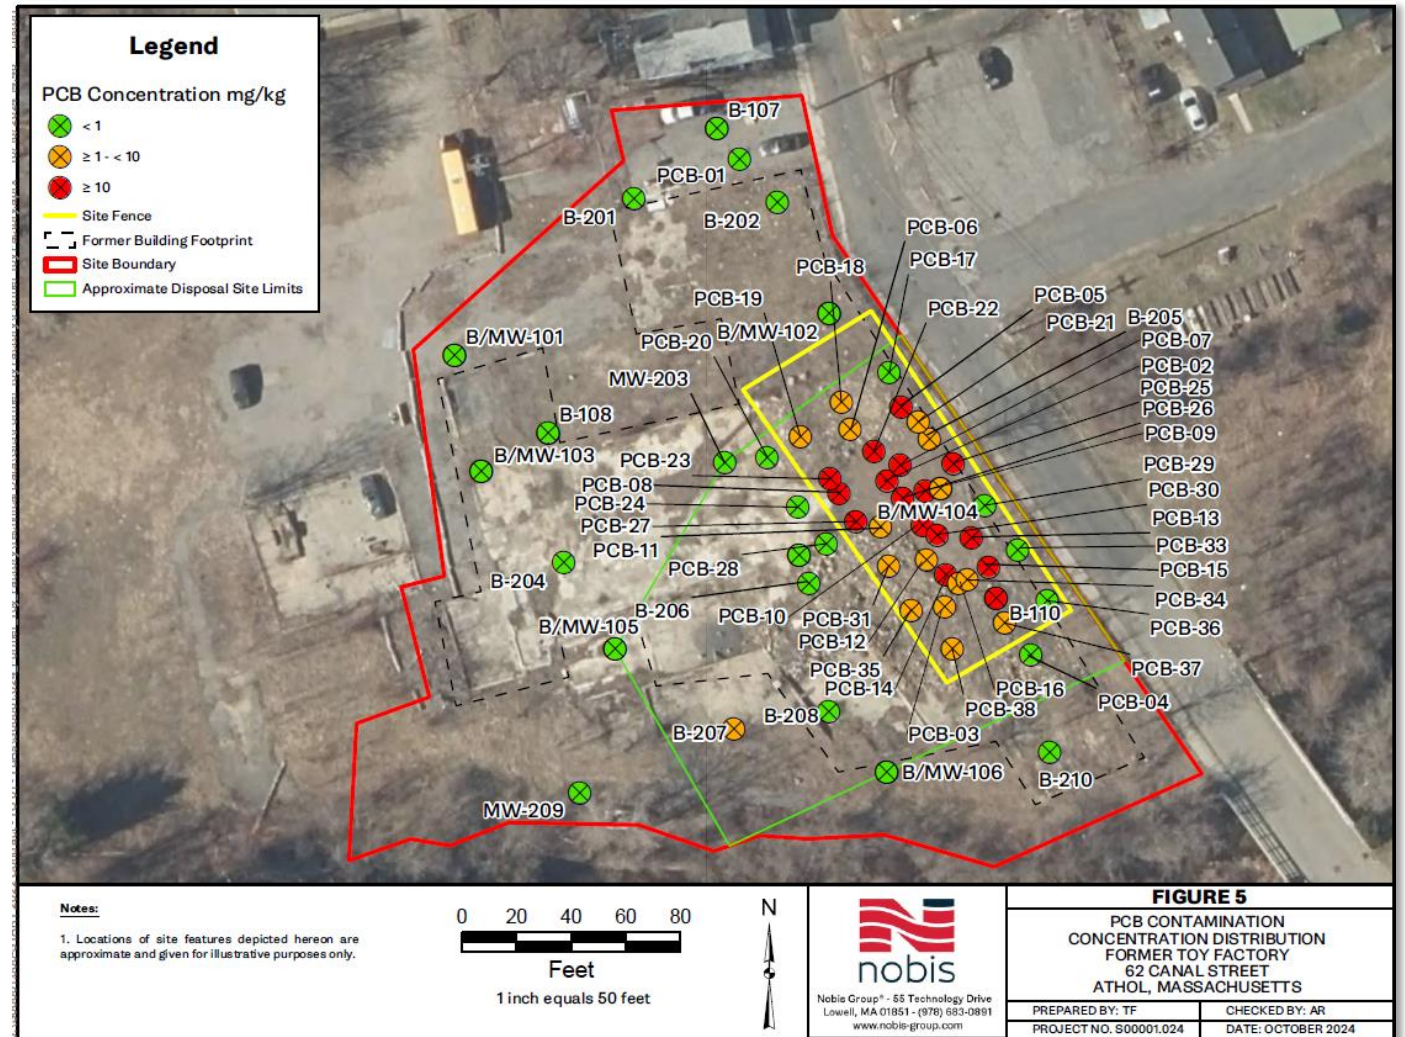 Legend
PCB Concentration mg/kg
< 1
≥ 1 - < 10
≥ 10
Site Fence
Former Building Footprint
Site Boundary
Approximate Disposal Site Limits
B-107
PCB-01
B-201
B-202
PCB-06
PCB-17
PCB-18
PCB-19
PCB-22
PCB-05
PCB-21
B-205
B/MW-101
PCB-20
B/MW-102
PCB-07
PCB-02
MW-203
PCB-25
PCB-26
B-108
PCB-09
B/MW-103
PCB-23
PCB-29
PCB-08
PCB-30
PCB-24
B/MW-104
PCB-13
PCB-27
PCB-11
PCB-33
PCB-28
PCB-15
B-204
PCB-34
B-206
PCB-10
PCB-31
B-110
B/MW-105
PCB-36
PCB-12
PCB-35
PCB-37
PCB-14
PCB-16
PCB-38
PCB-04
B-207
B-208
PCB-03
B/MW-106
B-210
MW-209
Notes:
1. Locations of site features depicted hereon are
approximate and given for illustrative purposes only.
0 20 40 60 80
Feet
1 inch equals 50 feet
N
nobis
Nobis Group® - 55 Technology Drive
Lowell, MA 01851 - (978) 683-0891
www.nobis-group.com
FIGURE 5
PCB CONTAMINATION
CONCENTRATION DISTRIBUTION
FORMER TOY FACTORY
62 CANAL STREET
ATHOL, MASSACHUSETTS
PREPARED BY: TF
CHECKED BY: AR
PROJECT NO. S00001.024
DATE: OCTOBER 2024